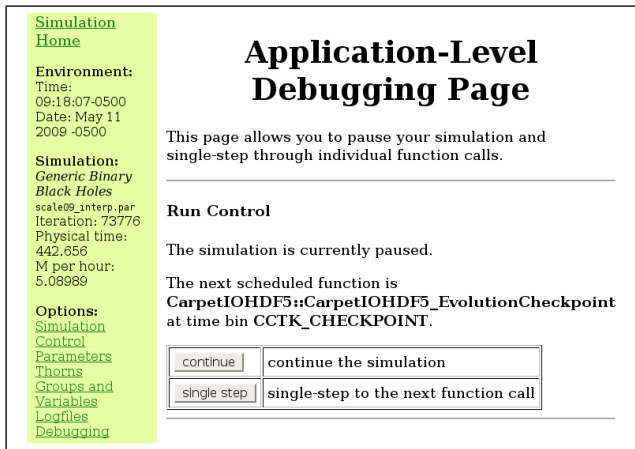 Simulation
Home
Environment:
Time:
09:18:07-0500
Date: May 11
2009 -0500
Simulation:
Generic Binary
Black Holes
scale09_interp.par
Iteration: 73776
Physical time:
442.656
M per hour:
5.08989
Options:
Simulation
Control
Parameters
Thorns
Groups and
Variables
Logfiles
Debugging
Application-Level
Debugging Page
This page allows you to pause your simulation and
single-step through individual function calls.
Run Control
The simulation is currently paused.
The next scheduled function is
CarpetIOHDF5::CarpetIOHDF5_EvolutionCheckpoint
at time bin CCTK_CHECKPOINT.
continue continue the simulation
single step single-step to the next function call